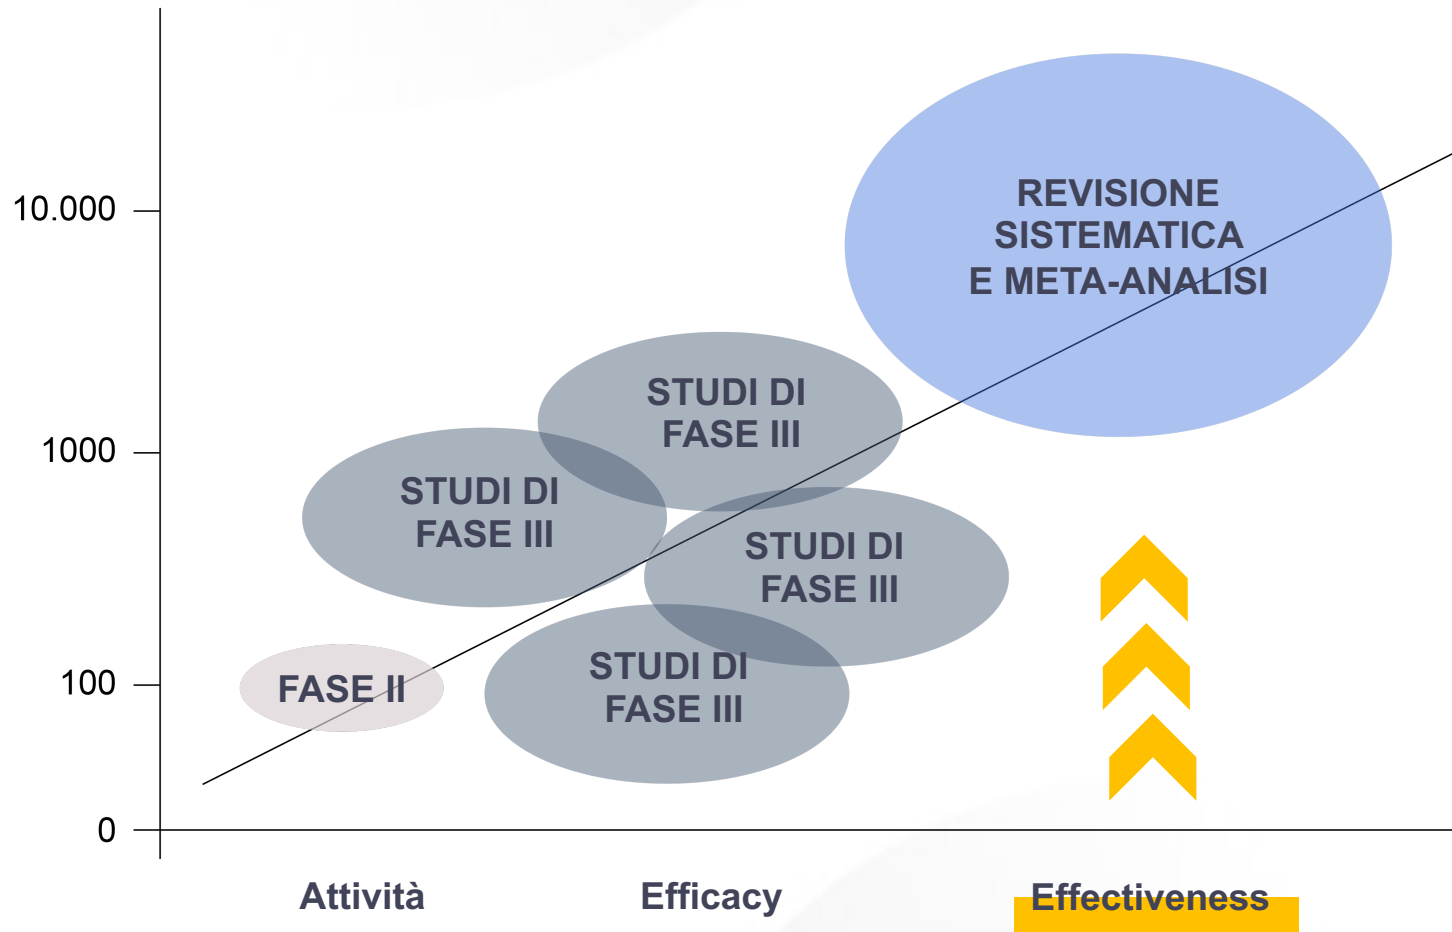 REVISIONE
SISTEMATICA
E META-ANALISI
10.000
STUDI DI
FASE III
1000
STUDI DI
FASE III
STUDI DI
FASE III
STUDI DI
FASE III
100
FASE II
0
Attività
Efficacy
Effectiveness